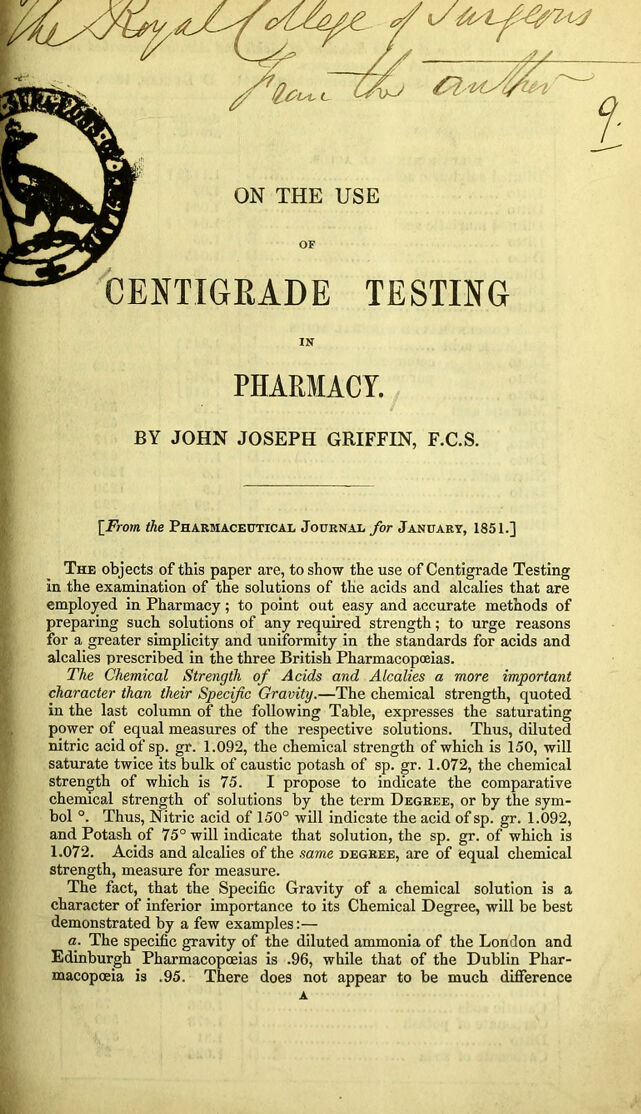 The Royal College of Surgeons
From the author
9.
ON THE USE
OF
CENTIGRADE TESTING
IN
PHARMACY.
BY JOHN JOSEPH GRIFFIN, F.C.S.
[From the PHARMACEUTICAL JOURNAL for JANUARY, 1851.]
THE objects of this paper are, to show the use of Centigrade Testing
in the examination of the solutions of the acids and alcalies that are
employed in Pharmacy; to point out easy and accurate methods of
preparing such solutions of any required strength; to urge reasons
for a greater simplicity and uniformity in the standards for acids and
alcalies prescribed in the three British Pharmacopœias.
The Chemical Strength of Acids and Alcalies a more important
character than their Specific Gravity.—The chemical strength, quoted
in the last column of the following Table, expresses the saturating
power of equal measures of the respective solutions. Thus, diluted
nitric acid of sp. gr. 1.092, the chemical strength of which is 150, will
saturate twice its bulk of caustic potash of sp. gr. 1.072, the chemical
strength of which is 75. I propose to indicate the comparative
chemical strength of solutions by the term DEGREE, or by the sym-
bol °. Thus, Nitric acid of 150° will indicate the acid of sp. gr. 1.092,
and Potash of 75° will indicate that solution, the sp. gr. of which is
1.072. Acids and alcalies of the same DEGREE, are of equal chemical
strength, measure for measure.
The fact, that the Specific Gravity of a chemical solution is a
character of inferior importance to its Chemical Degree, will be best
demonstrated by a few examples:—
a. The specific gravity of the diluted ammonia of the London and
Edinburgh Pharmacopœias is .96, while that of the Dublin Phar-
macopœia is .95. There does not appear to be much difference
A